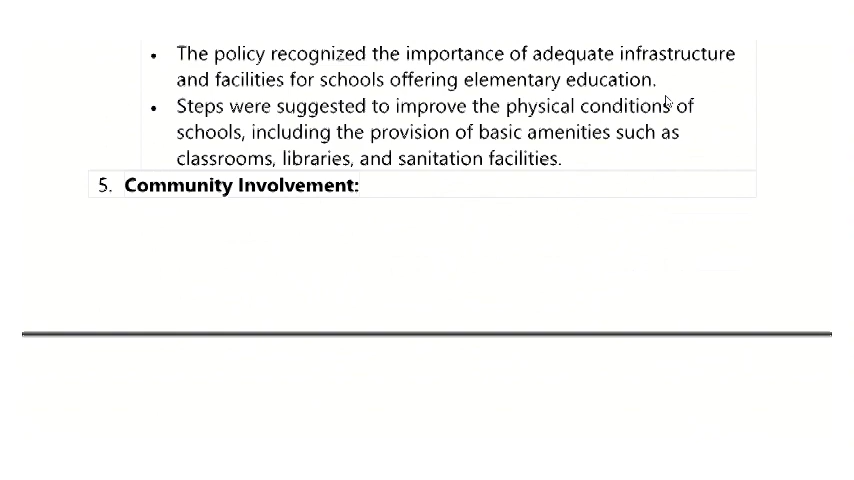 • The policy recognized the importance of adequate infrastructure
and facilities for schools offering elementary education.
• Steps were suggested to improve the physical conditions of
schools, including the provision of basic amenities such as
classrooms, libraries, and sanitation facilities.
5. Community Involvement: